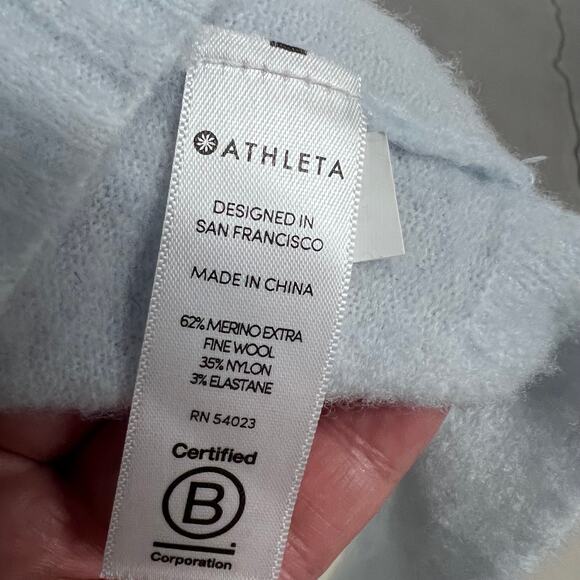 ATHLETA
DESIGNED IN
SAN FRANCISCO
MADE IN CHINA
62% MERINO EXTRA
FINE WOOL
35% NYLON
3% ELASTANE
RN 54023
Certified
B
Corporation